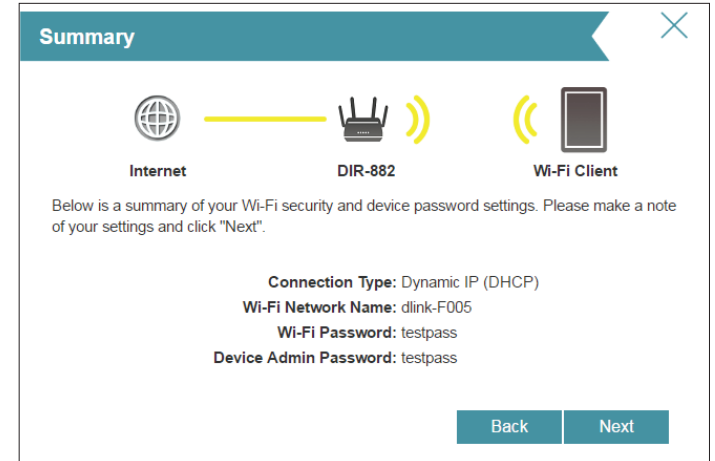 Summary
Internet
DIR-882
Wi-Fi Client
Below is a summary of your Wi-Fi security and device password settings. Please make a note
of your settings and click "Next".
Connection Type: Dynamic IP (DHCP)
Wi-Fi Network Name: dlink-F005
Wi-Fi Password: testpass
Device Admin Password: testpass
Back
Next